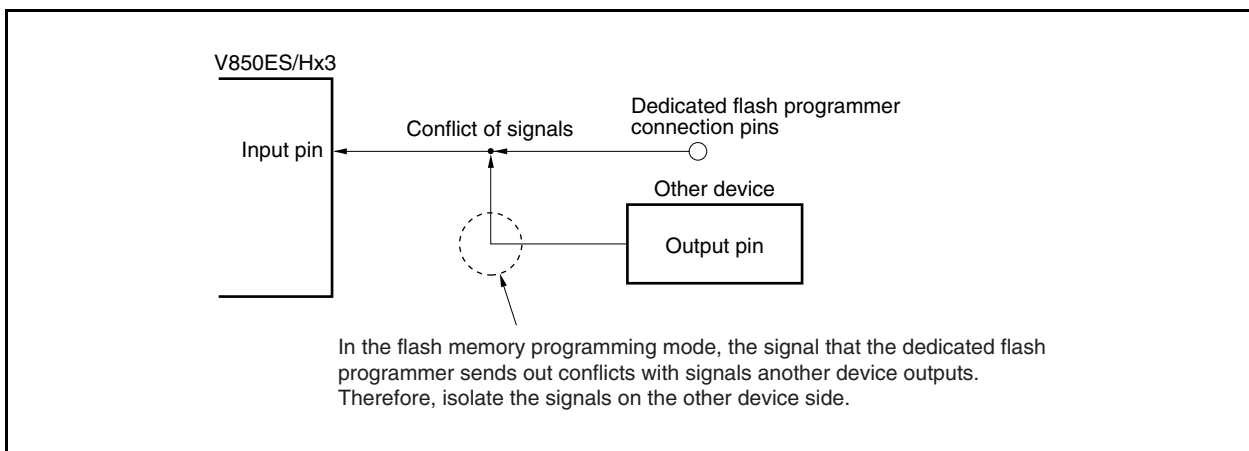 V850ES/Hx3
Input pin
Conflict of signals
Dedicated flash programmer
connection pins
Other device
Output pin
In the flash memory programming mode, the signal that the dedicated flash
programmer sends out conflicts with signals another device outputs.
Therefore, isolate the signals on the other device side.